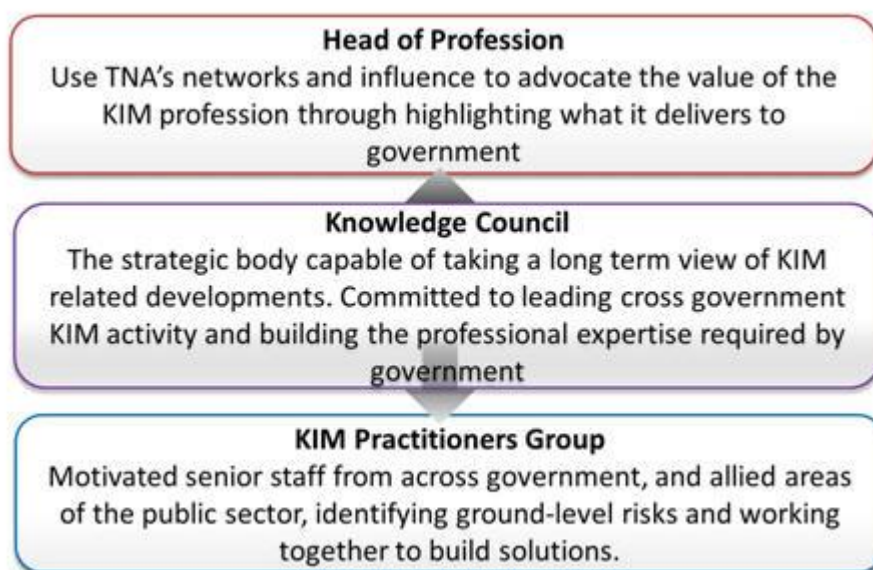 Head of Profession
Use TNA's networks and influence to advocate the value of the
KIM profession through highlighting what it delivers to
government
Knowledge Council
The strategic body capable of taking a long term view of KIM
related developments. Committed to leading cross government
KIM activity and building the professional expertise required by
government
KIM Practitioners Group
Motivated senior staff from across government, and allied areas
of the public sector, identifying ground-level risks and working
together to build solutions.